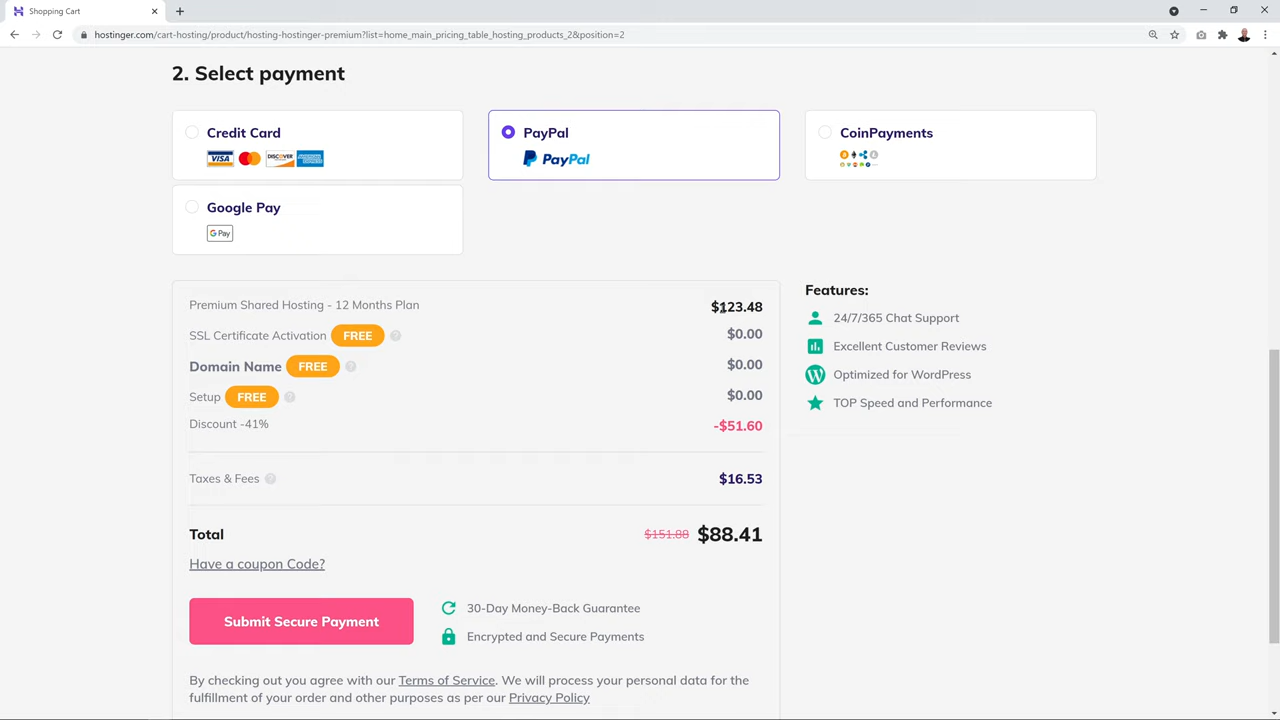 Shopping Cart
hostinger.com/cart-hosting/product/hosting-hostinger-premium?list=home_main_pricing_table_hosting_products_2&position=2
2. Select payment
Credit Card
VISA DISCOVER AMERICAN EXPRESS
PayPal
PayPal
CoinPayments
Google Pay
G Pay
Premium Shared Hosting - 12 Months Plan $123.48
SSL Certificate Activation FREE ? $0.00
Domain Name FREE ? $0.00
Setup FREE ? $0.00
Discount -41% -$51.60
Taxes & Fees ? $16.53
Total $151.88 $88.41
Have a coupon Code?
Submit Secure Payment
30-Day Money-Back Guarantee
Encrypted and Secure Payments
By checking out you agree with our Terms of Service. We will process your personal data for the
fulfillment of your order and other purposes as per our Privacy Policy
Features:
24/7/365 Chat Support
Excellent Customer Reviews
Optimized for WordPress
TOP Speed and Performance